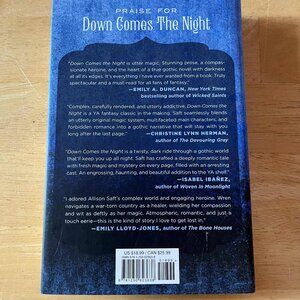 PRAISE FOR
Down Comes The Night
"Down Comes the Night is utter magic. Stunning prose, a compas-
sionate heroine, and the heart of a true gothic novel with darkness
at all its edges. It's everything I have ever wanted from a book. Truly
spectacular and a must read for all fans of fantasy."
—EMILY A. DUNCAN, New York Times
bestselling author of Wicked Saints
"Complex, carefully rendered, and utterly addictive, Down Comes the
Night is a YA fantasy classic in the making. Saft seamlessly blends
an utterly original magic system, multifaceted main characters, and
forbidden romance into a gothic narrative that will stay with you
long after the last page."
—CHRISTINE LYNN HERMAN,
author of The Devouring Gray
"Down Comes the Night is a twisty, dark ride through a gothic world
that'll keep you up all night. Saft has crafted a deeply romantic tale
with fresh magic and mystery on every page, filled with an arresting
cast. An engrossing, haunting, and beautiful addition to the YA shelf."
—ISABEL IBAÑEZ,
author of Woven in Moonlight
"I adored Allison Saft's complex world and engaging heroine. Wren
navigates a war-torn country as a healer, wielding her compassion
and wit as deftly as her magic. Atmospheric, romantic, and just a
touch eerie—this is the kind of story I love to get lost in."
—EMILY LLOYD-JONES, author of The Bone Houses
US $18.99 / CAN $25.99